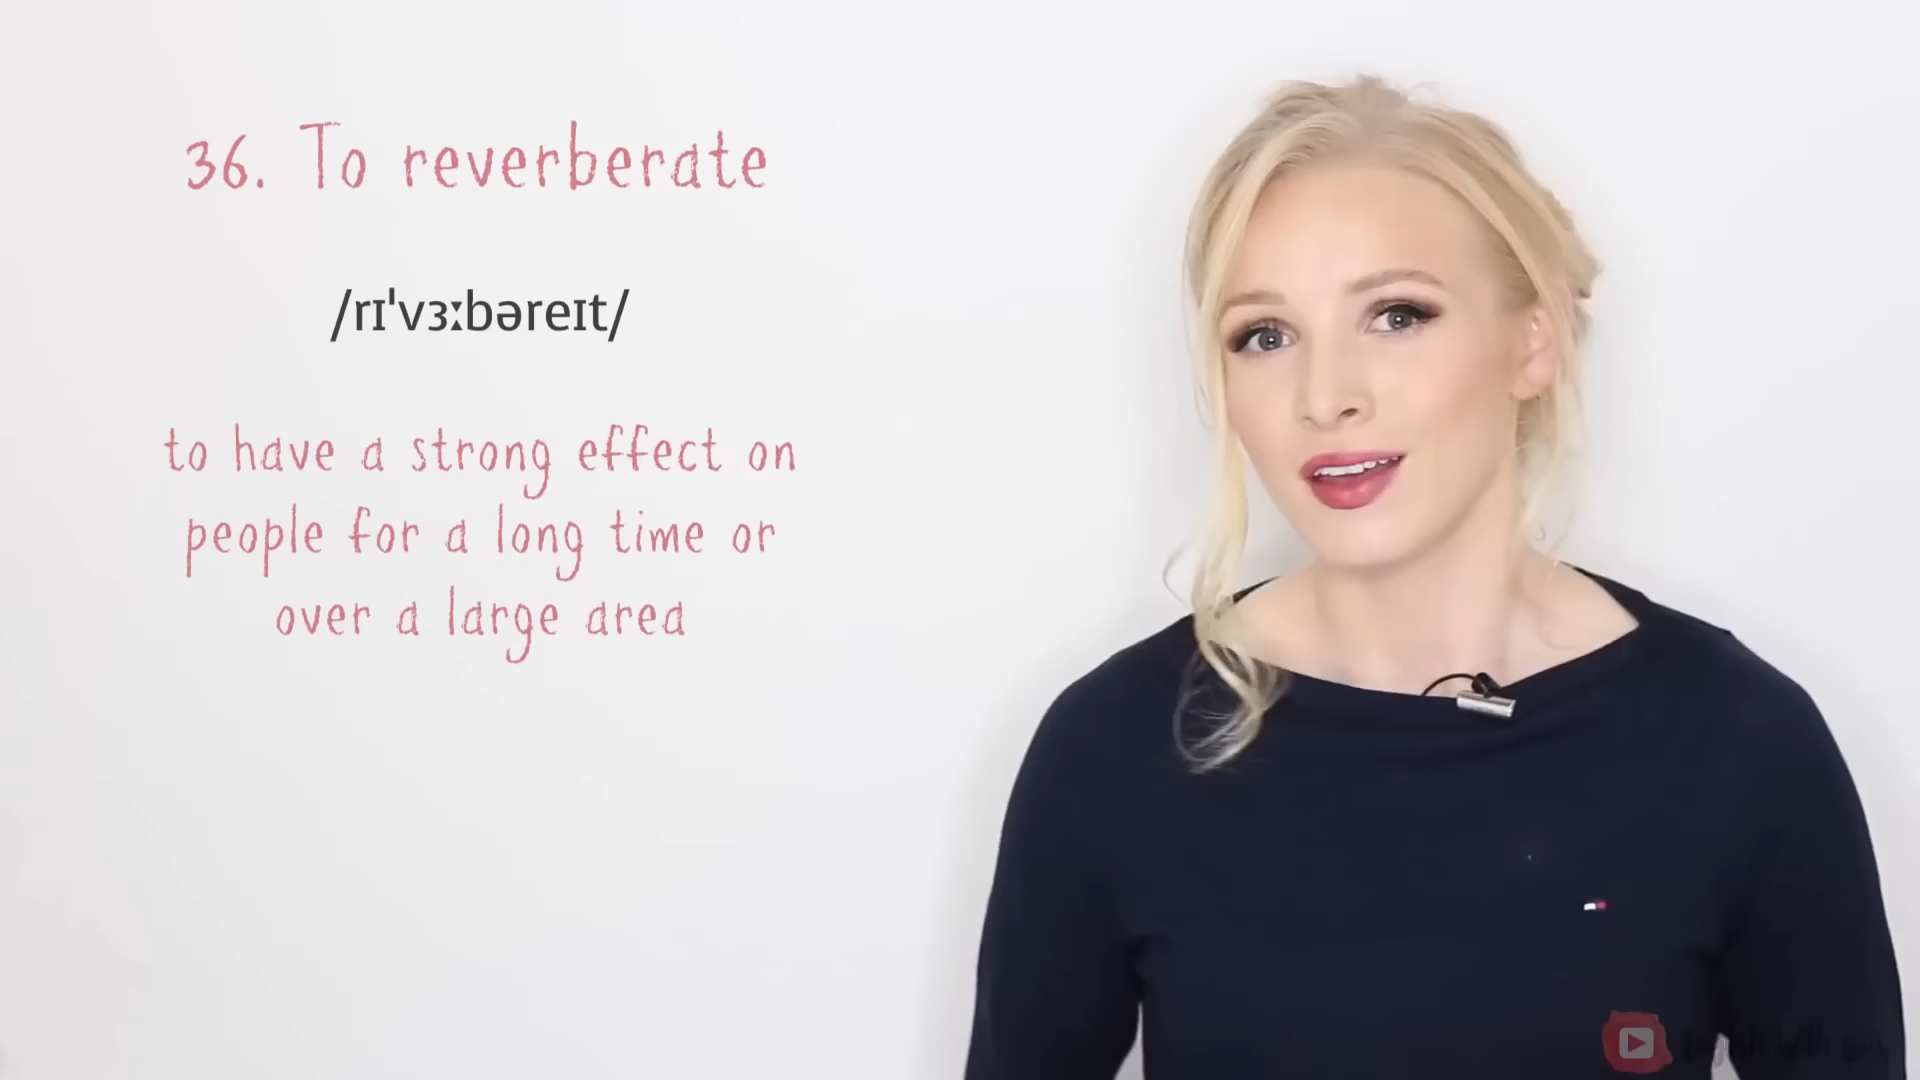 36. To reverberate
/rɪˈvɜːbəreɪt/
to have a strong effect on
people for a long time or
over a large area